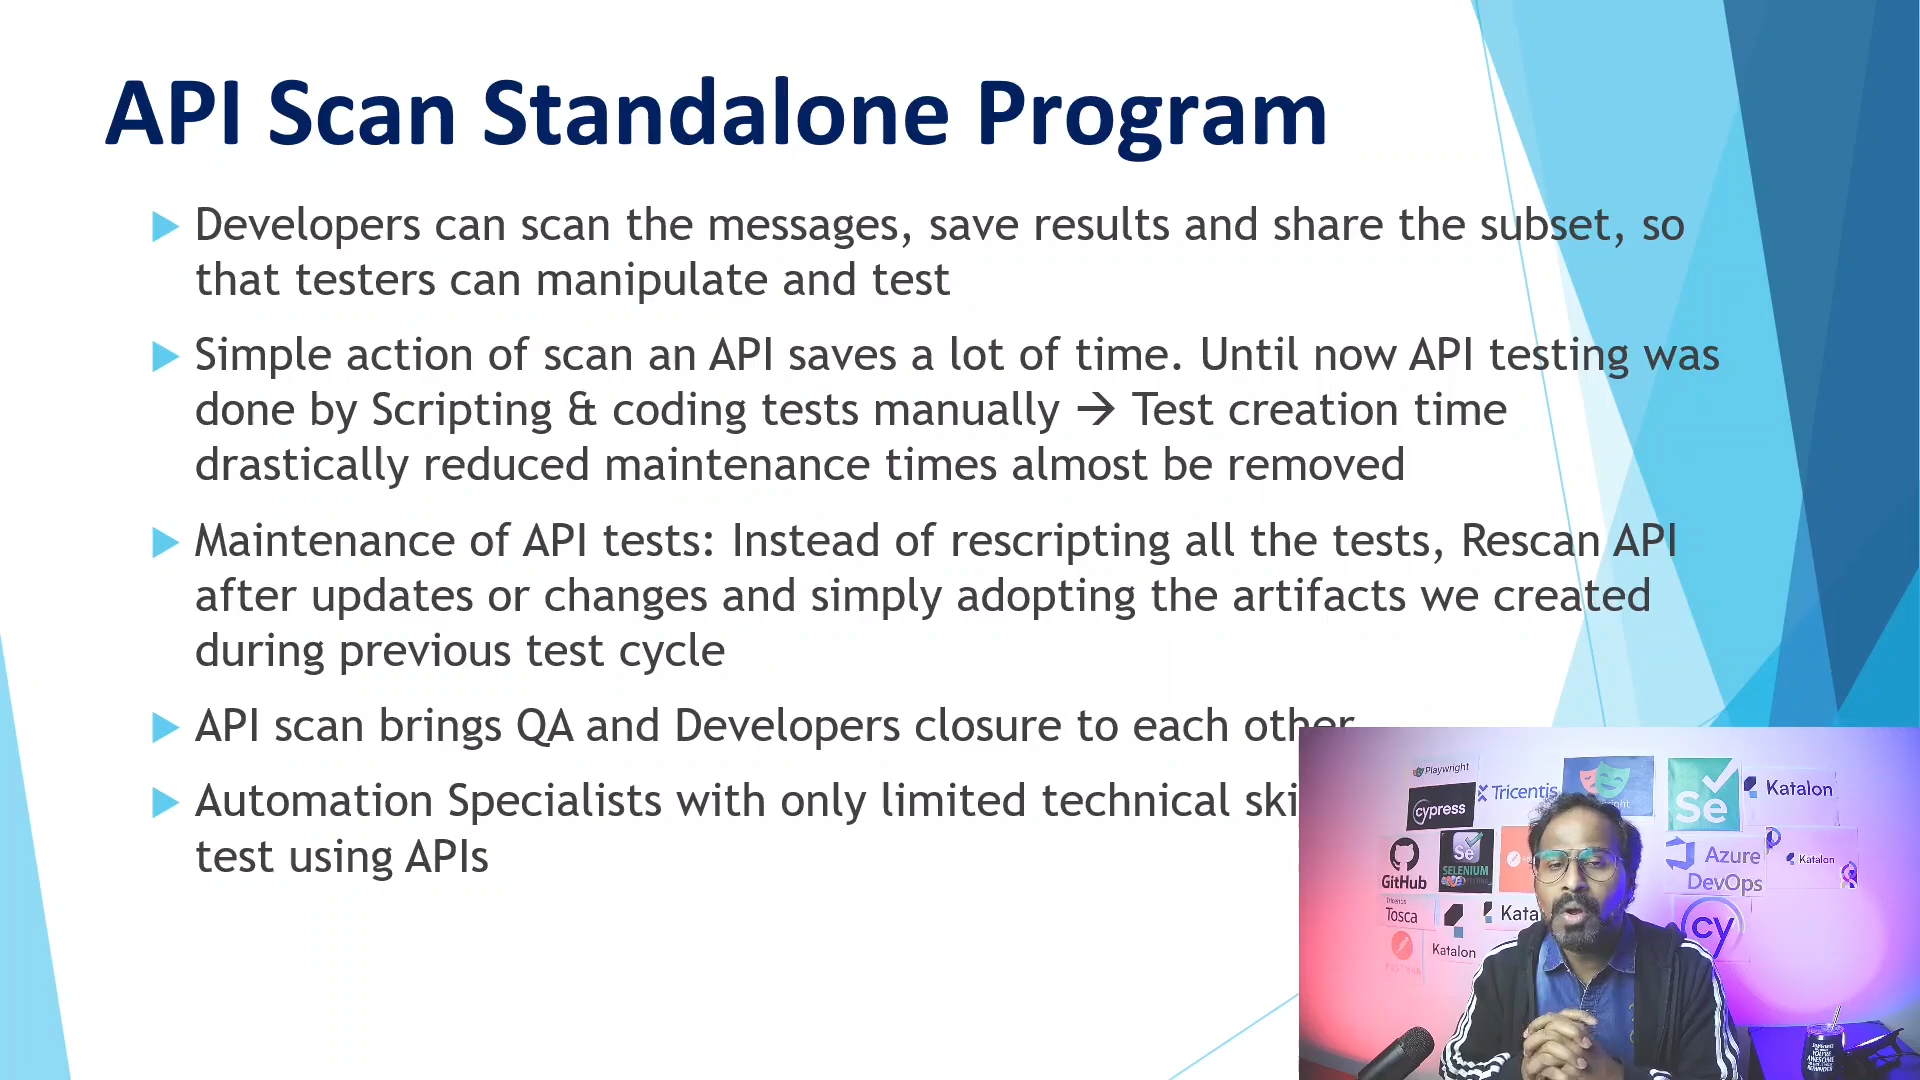 API Scan Standalone Program
Developers can scan the messages, save results and share the subset, so
that testers can manipulate and test
Simple action of scan an API saves a lot of time. Until now API testing was
done by Scripting & coding tests manually → Test creation time
drastically reduced maintenance times almost be removed
Maintenance of API tests: Instead of rescripting all the tests, Rescan API
after updates or changes and simply adopting the artifacts we created
during previous test cycle
API scan brings QA and Developers closure to each other
Automation Specialists with only limited technical ski
test using APIs
Playwright
Tricentis
cypress
Se
Katalon
GitHub
Se
SELENIUM
Azure
DevOps
Katalon
Tricentis
Tosca
Kata
Katalon
cy
POSTMAN